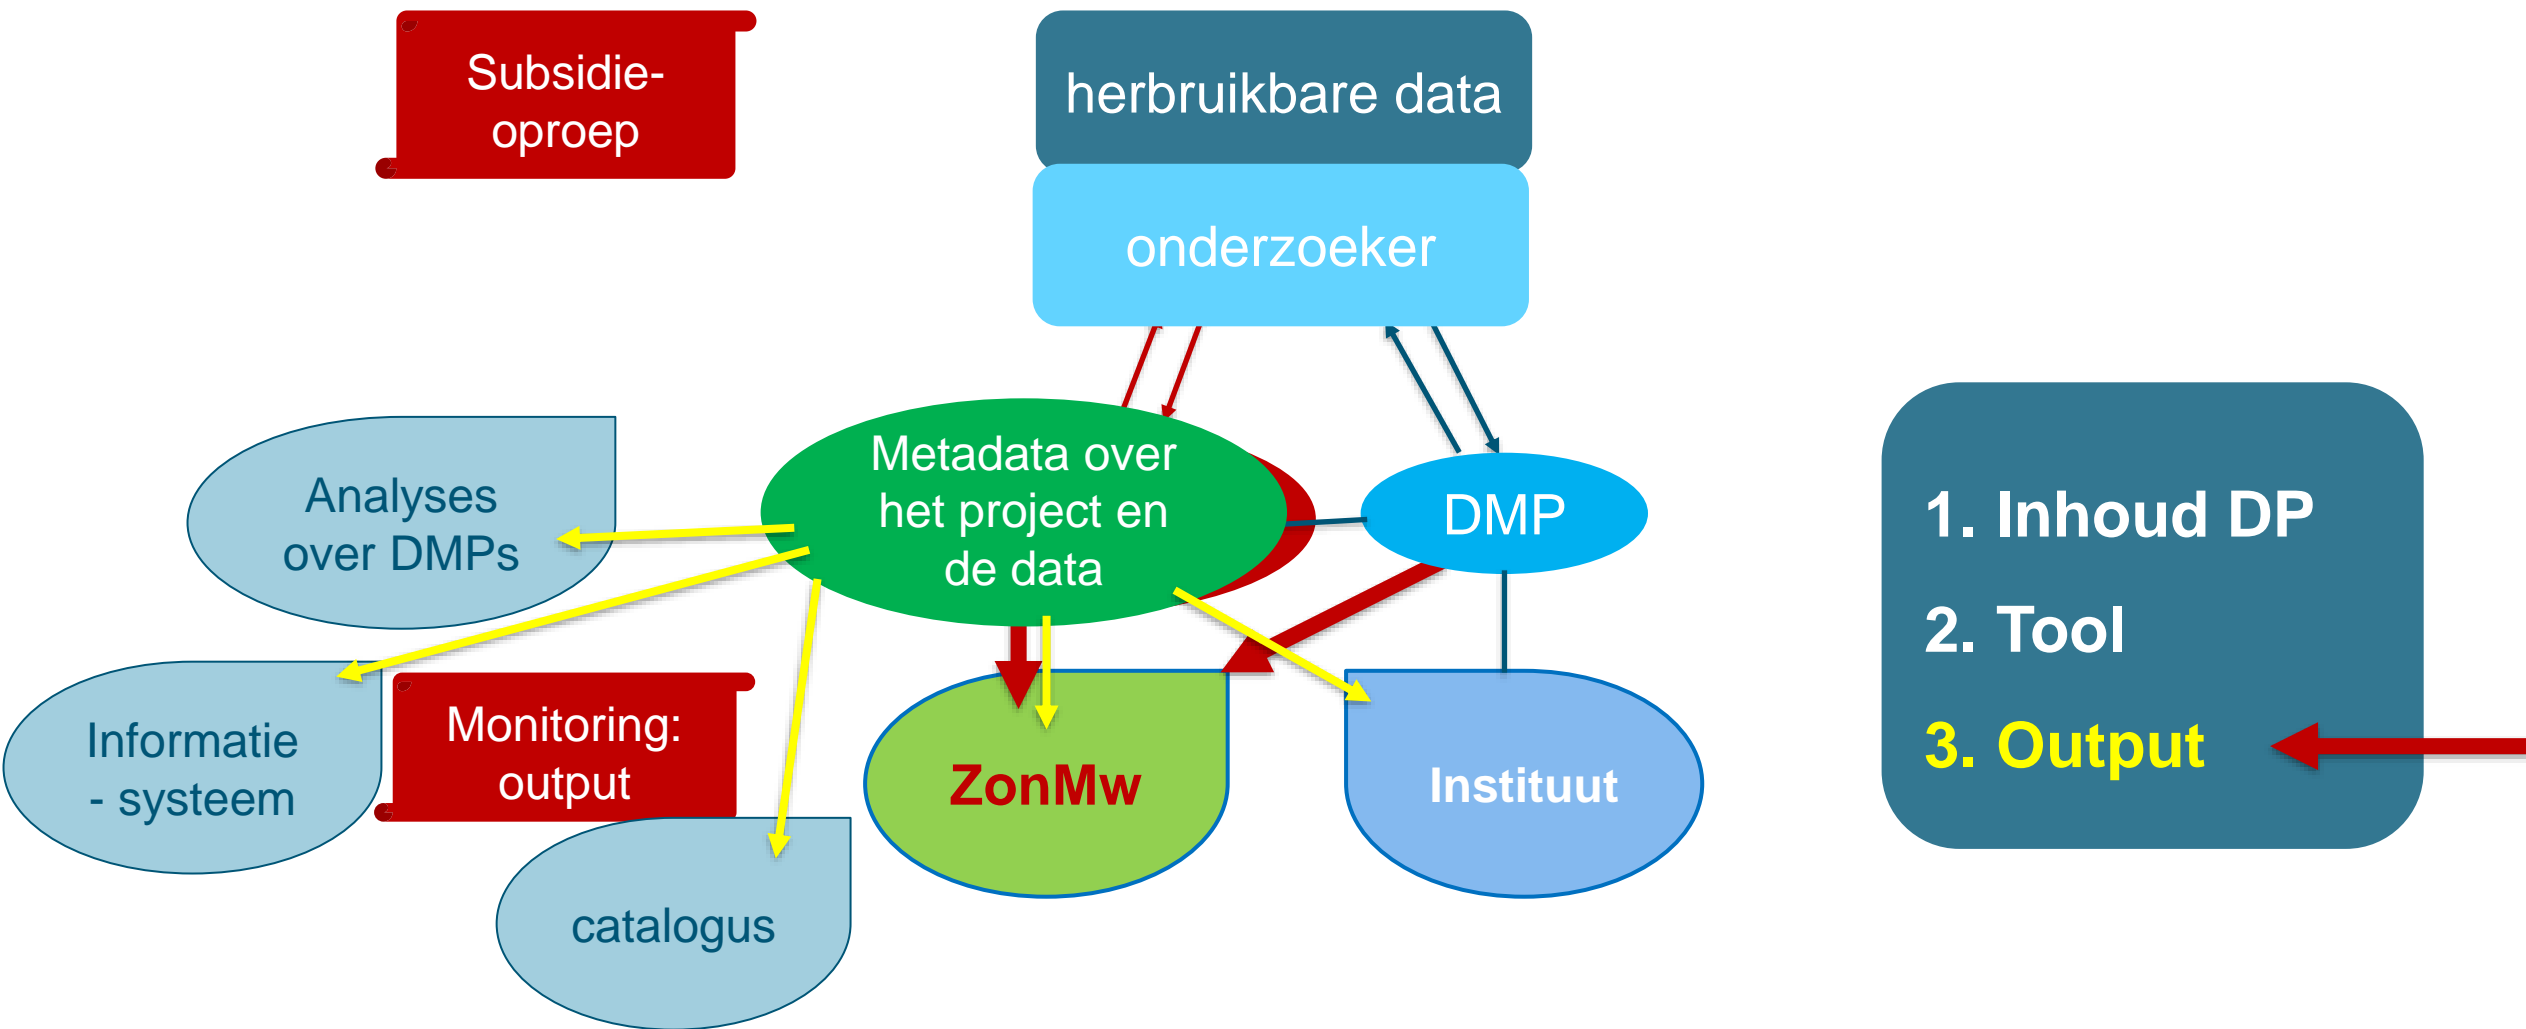 Subsidie-
oproep
herbruikbare data
onderzoeker
Metadata over
het project en
de data
DMP
Analyses
over DMPs
Informatie
- systeem
Monitoring:
output
catalogus
ZonMw
Instituut
1. Inhoud DP
2. Tool
3. Output